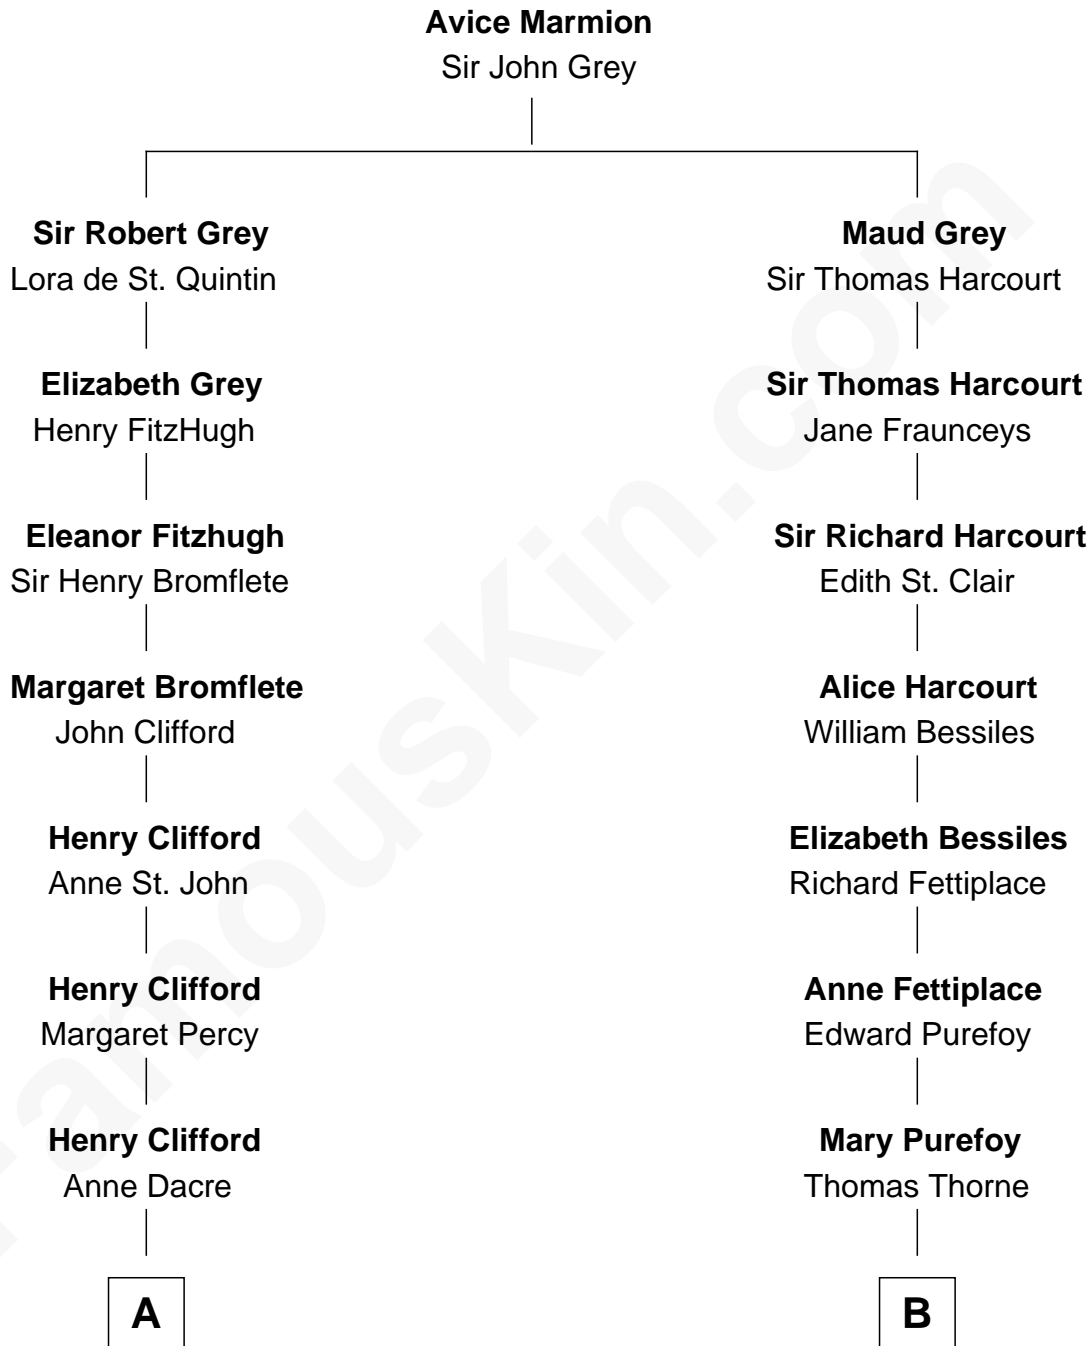 Avice Marmion
Sir John Grey
Sir Robert Grey
Lora de St. Quintin
Maud Grey
Sir Thomas Harcourt
Elizabeth Grey
Henry FitzHugh
Sir Thomas Harcourt
Jane Fraunceys
Eleanor Fitzhugh
Sir Henry Bromflete
Sir Richard Harcourt
Edith St. Clair
Margaret Bromflete
John Clifford
Alice Harcourt
William Bessiles
Henry Clifford
Anne St. John
Elizabeth Bessiles
Richard Fettiplace
Henry Clifford
Margaret Percy
Anne Fettiplace
Edward Purefoy
Henry Clifford
Anne Dacre
Mary Purefoy
Thomas Thorne
A
B
FamousKin.com